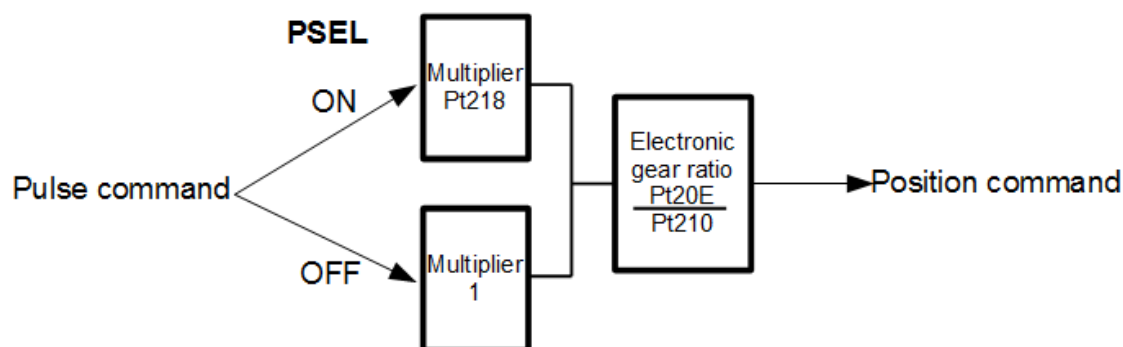 PSEL
Multiplier
Pt218
ON
Electronic
gear ratio
Pt20E
Pt210
Pulse command
Position command
OFF
Multiplier
1